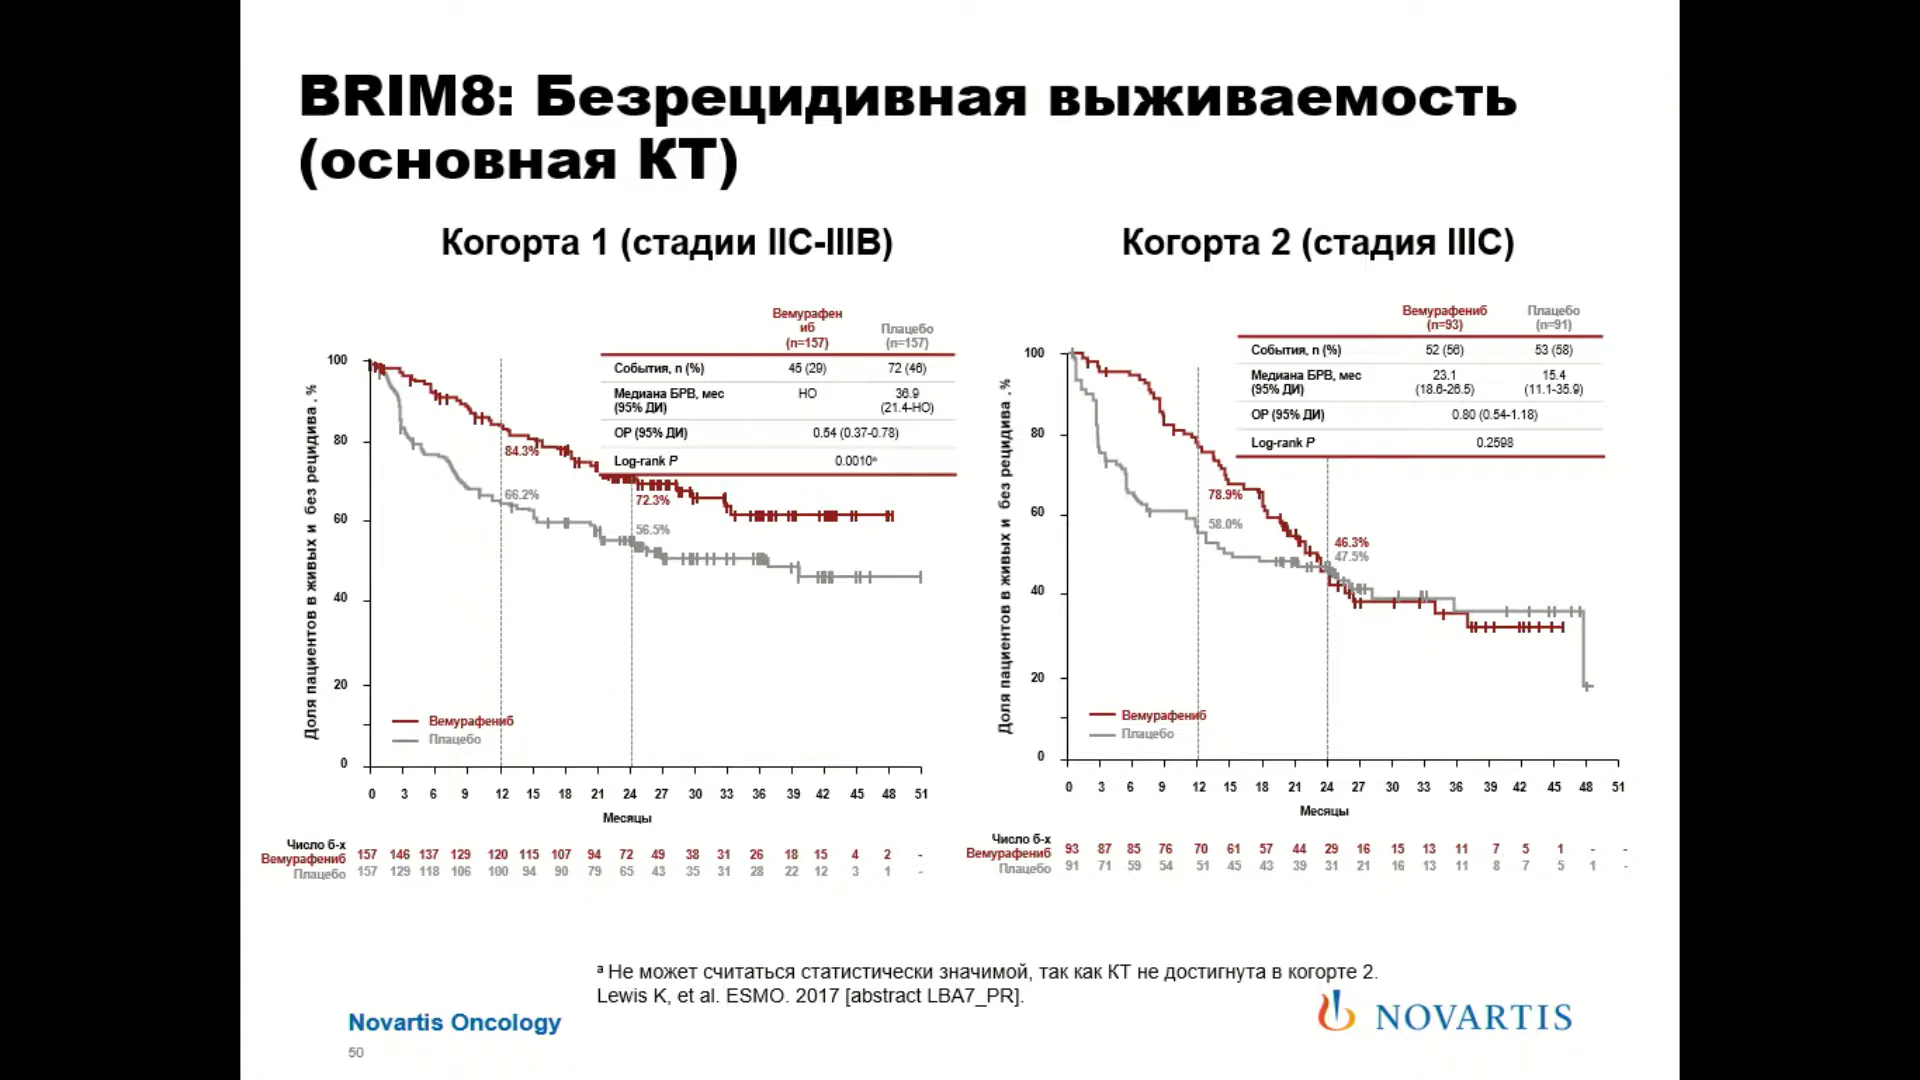 BRIM8: Безрецидивная выживаемость
(основная КТ)
Когорта 1 (стадии IIC-IIIB)
Вемурафен
иб
(n=157)
Плацебо
(n=157)
События, n (%) 45 (29) 72 (46)
Медиана БРВ, мес
(95% ДИ)
НО
36.9
(21.4-НО)
ОР (95% ДИ) 0.54 (0.37-0.78)
Log-rank P 0.0010ᵃ
Доля пациентов в живых и без рецидива , %
100
80
60
40
20
0
84.3%
66.2%
72.3%
56.5%
Вемурафениб
Плацебо
0 3 6 9 12 15 18 21 24 27 30 33 36 39 42 45 48 51
Месяцы
Число б-х
Вемурафениб 157 146 137 129 120 115 107 94 72 49 38 31 26 18 15 4 2 -
Плацебо 157 129 118 106 100 94 90 79 65 43 35 31 28 22 12 3 1 -
Когорта 2 (стадия IIIC)
Вемурафениб
(n=93)
Плацебо
(n=91)
События, n (%) 52 (56) 53 (58)
Медиана БРВ, мес
(95% ДИ)
23.1
(18.6-26.5)
15.4
(11.1-35.9)
ОР (95% ДИ) 0.80 (0.54-1.18)
Log-rank P 0.2598
Доля пациентов в живых и без рецидива , %
100
80
60
40
20
0
78.9%
58.0%
46.3%
47.5%
Вемурафениб
Плацебо
0 3 6 9 12 15 18 21 24 27 30 33 36 39 42 45 48 51
Месяцы
Число б-х
Вемурафениб 93 87 85 76 70 61 57 44 29 16 15 13 11 7 5 1 - -
Плацебо 91 71 59 54 51 45 43 39 31 21 16 13 11 8 7 5 1 -
ᵃ Не может считаться статистически значимой, так как КТ не достигнута в когорте 2.
Lewis K, et al. ESMO. 2017 [abstract LBA7_PR].
Novartis Oncology
NOVARTIS
50